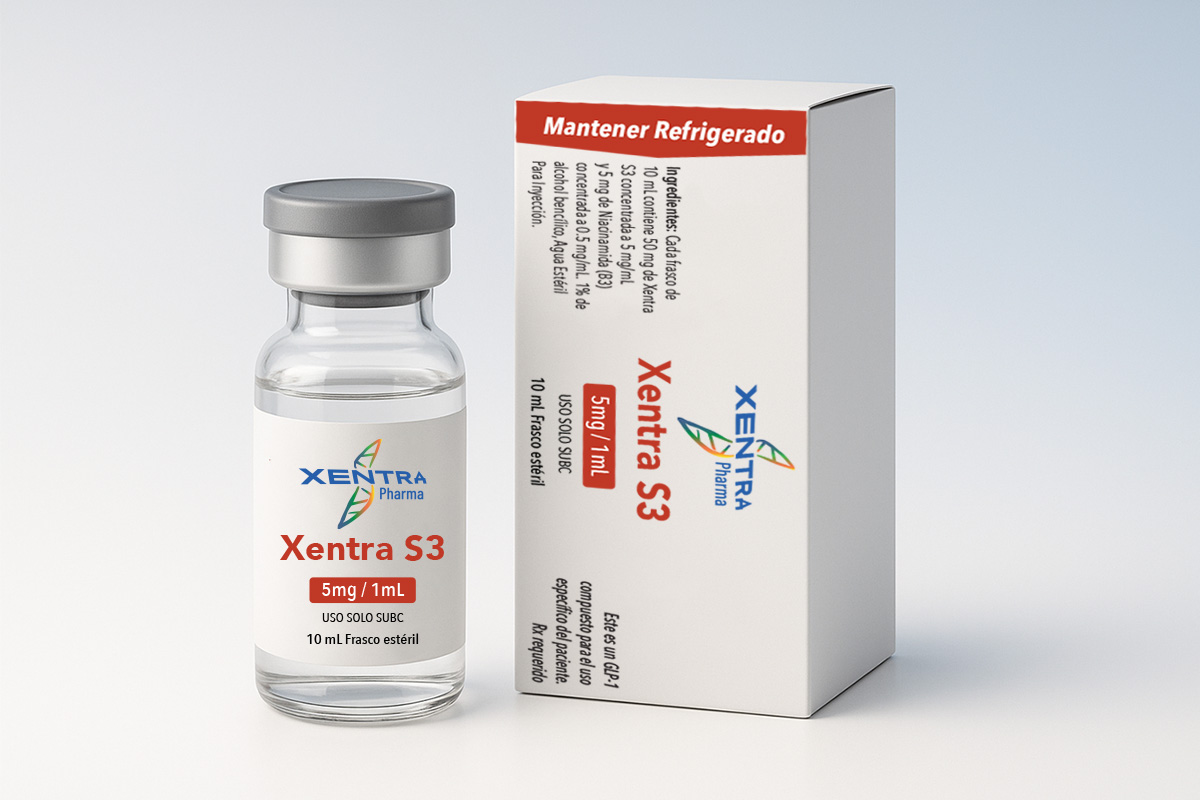 XENTRA
Pharma
Xentra S3
5mg / 1mL
USO SOLO SUBC
10 mL Frasco estéril
Mantener Refrigerado
Ingredientes: Cada frasco de
10 mL contiene 50 mg de Xentra
S3 concentrada a 5 mg/mL
y 5 mg de Niacinamida (B3)
concentrada a 0.5 mg/mL. 1% de
alcohol bencílico, Agua Estéril
Para Inyección.
XENTRA
Pharma
Xentra S3
5mg / 1mL
USO SOLO SUBC
10 mL Frasco estéril
Este es un GLP-1
compuesto para el uso
específico del paciente.
Rx requerido